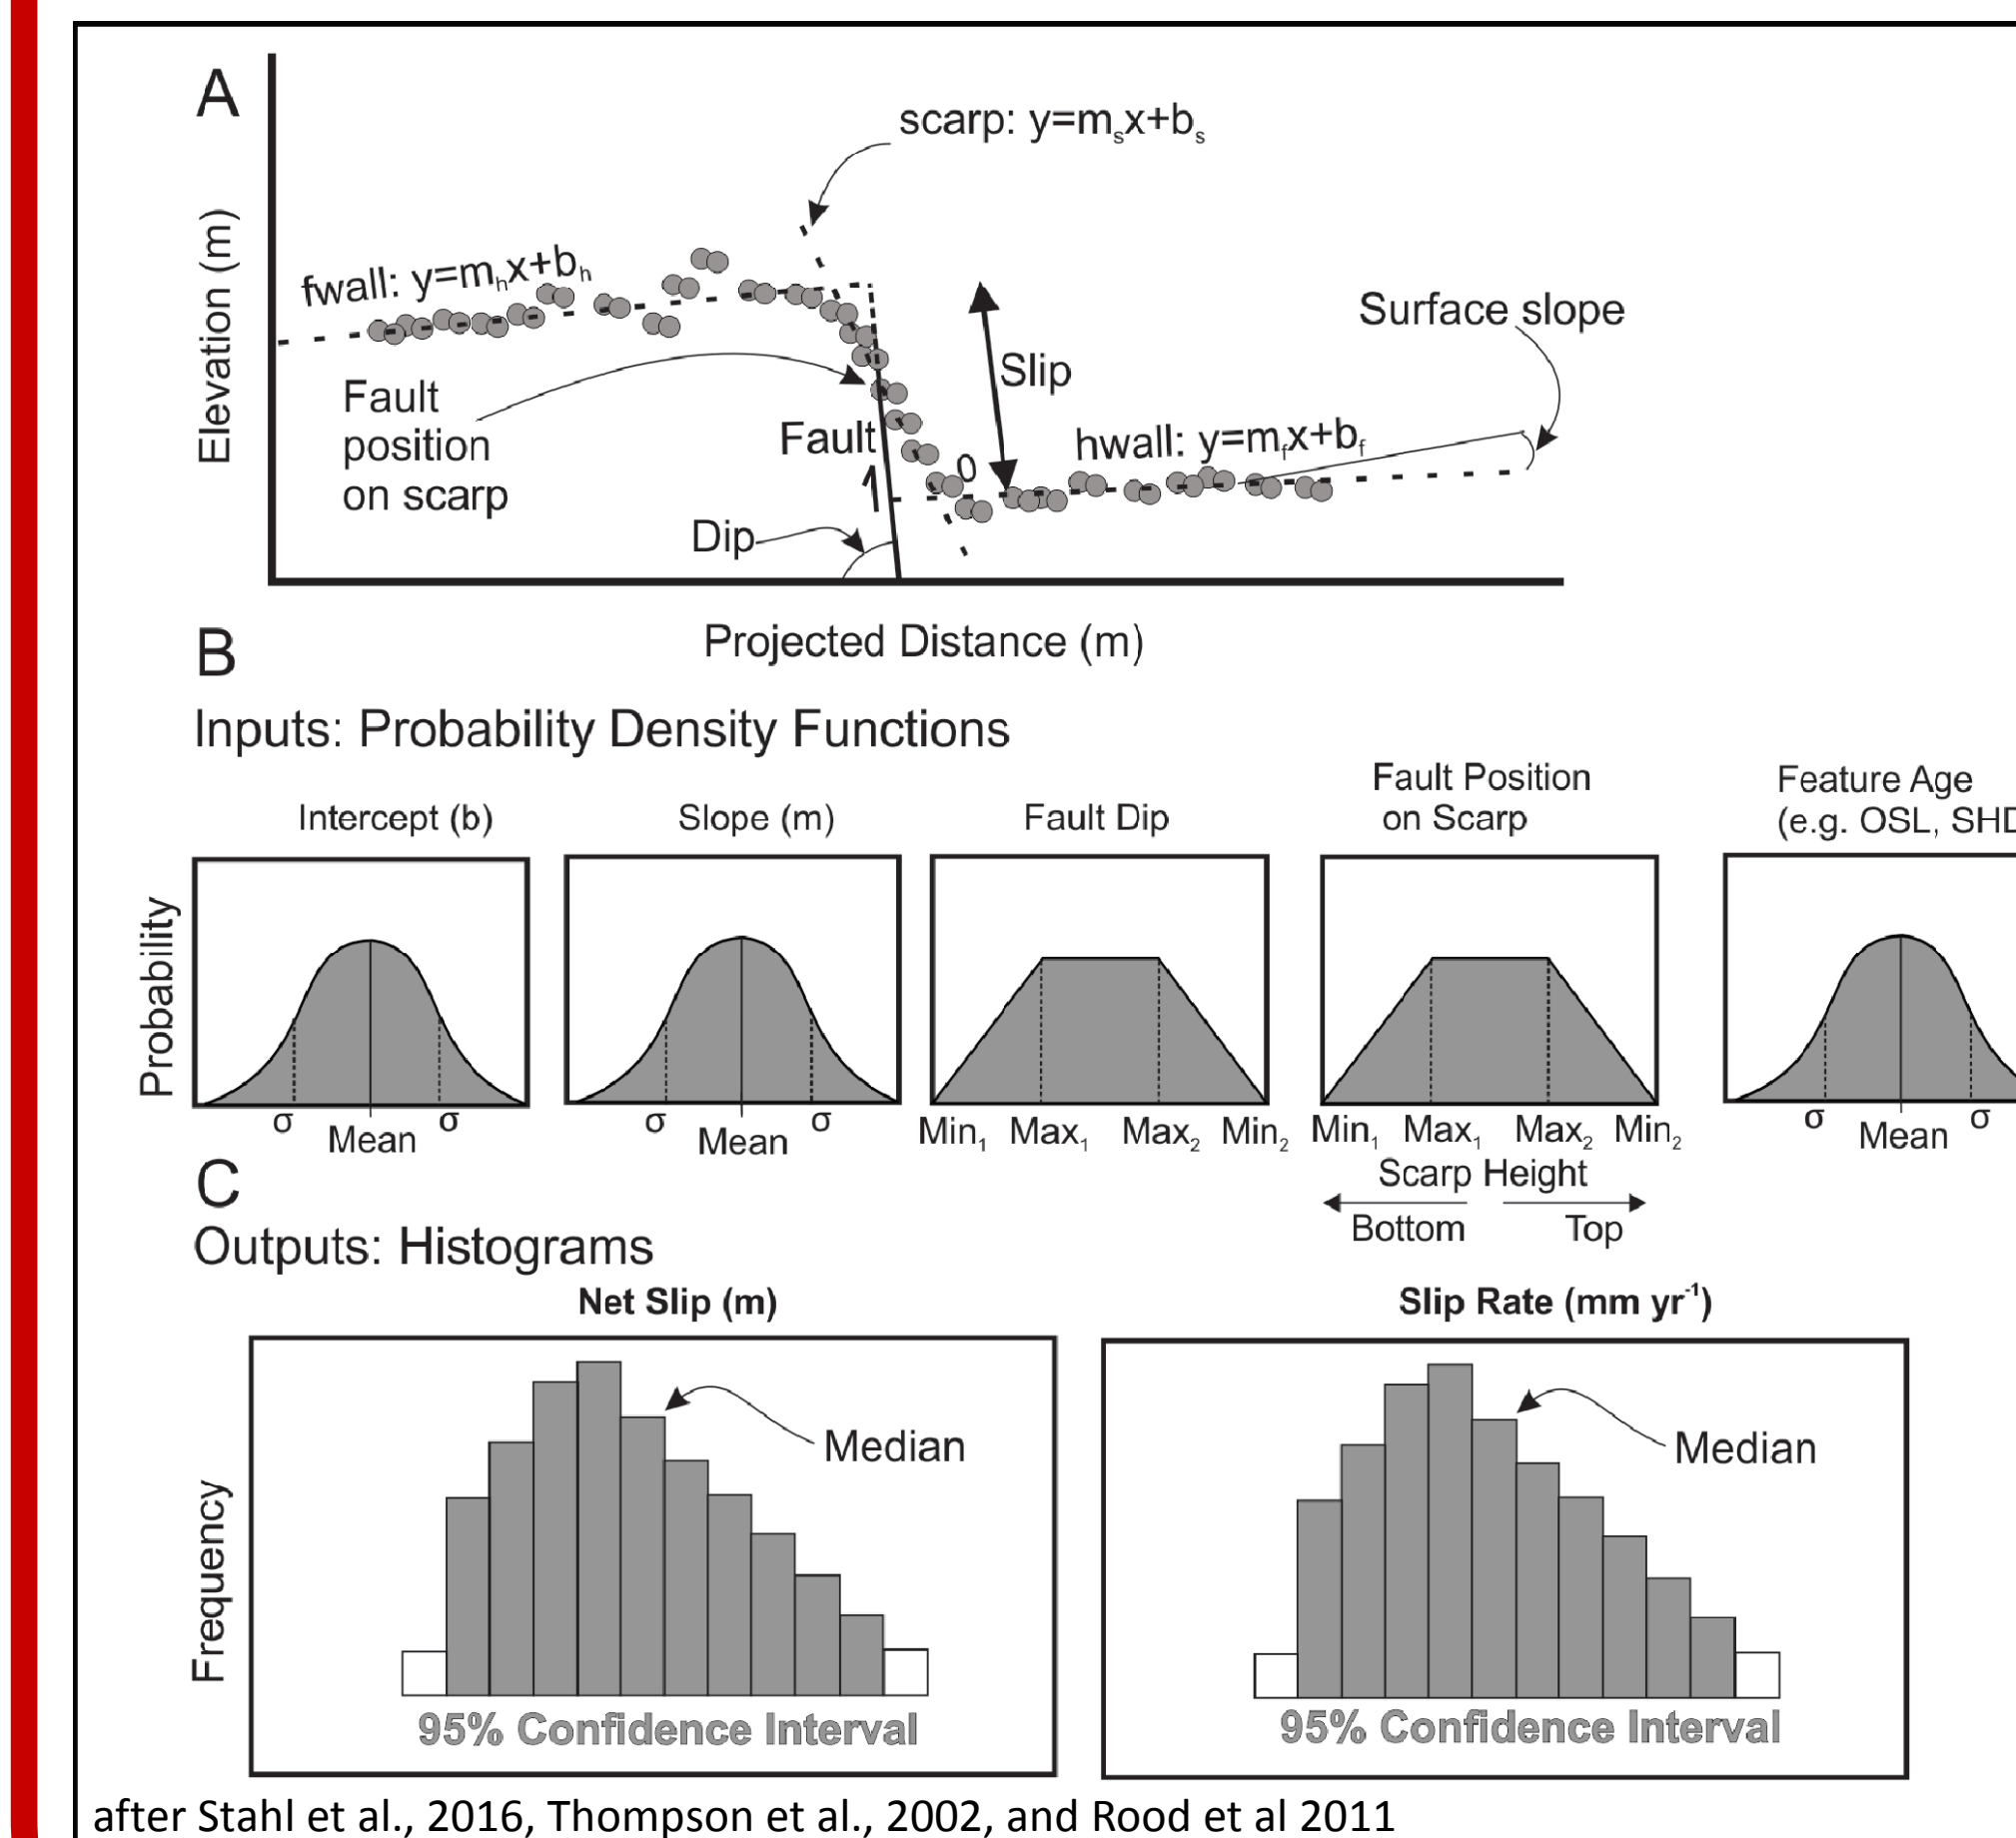 A
scarp: y=mₛx+bₛ
fwall: y=mₕx+bₕ
Elevation (m)
Surface slope
Slip
Fault
position
on scarp
Fault
hwall: y=m_fx+b_f
0
Dip
Projected Distance (m)
B
Inputs: Probability Density Functions
Intercept (b)
Slope (m)
Fault Dip
Fault Position
on Scarp
Feature Age
(e.g. OSL, SHD
Probability
σ Mean σ
σ Mean σ
Min₁ Max₁ Max₂ Min₂
Min₁ Max₁ Max₂ Min₂
Scarp Height
Bottom Top
σ Mean σ
C
Outputs: Histograms
Net Slip (m)
Slip Rate (mm yr⁻¹)
Frequency
Median
Median
95% Confidence Interval
95% Confidence Interval
after Stahl et al., 2016, Thompson et al., 2002, and Rood et al 2011